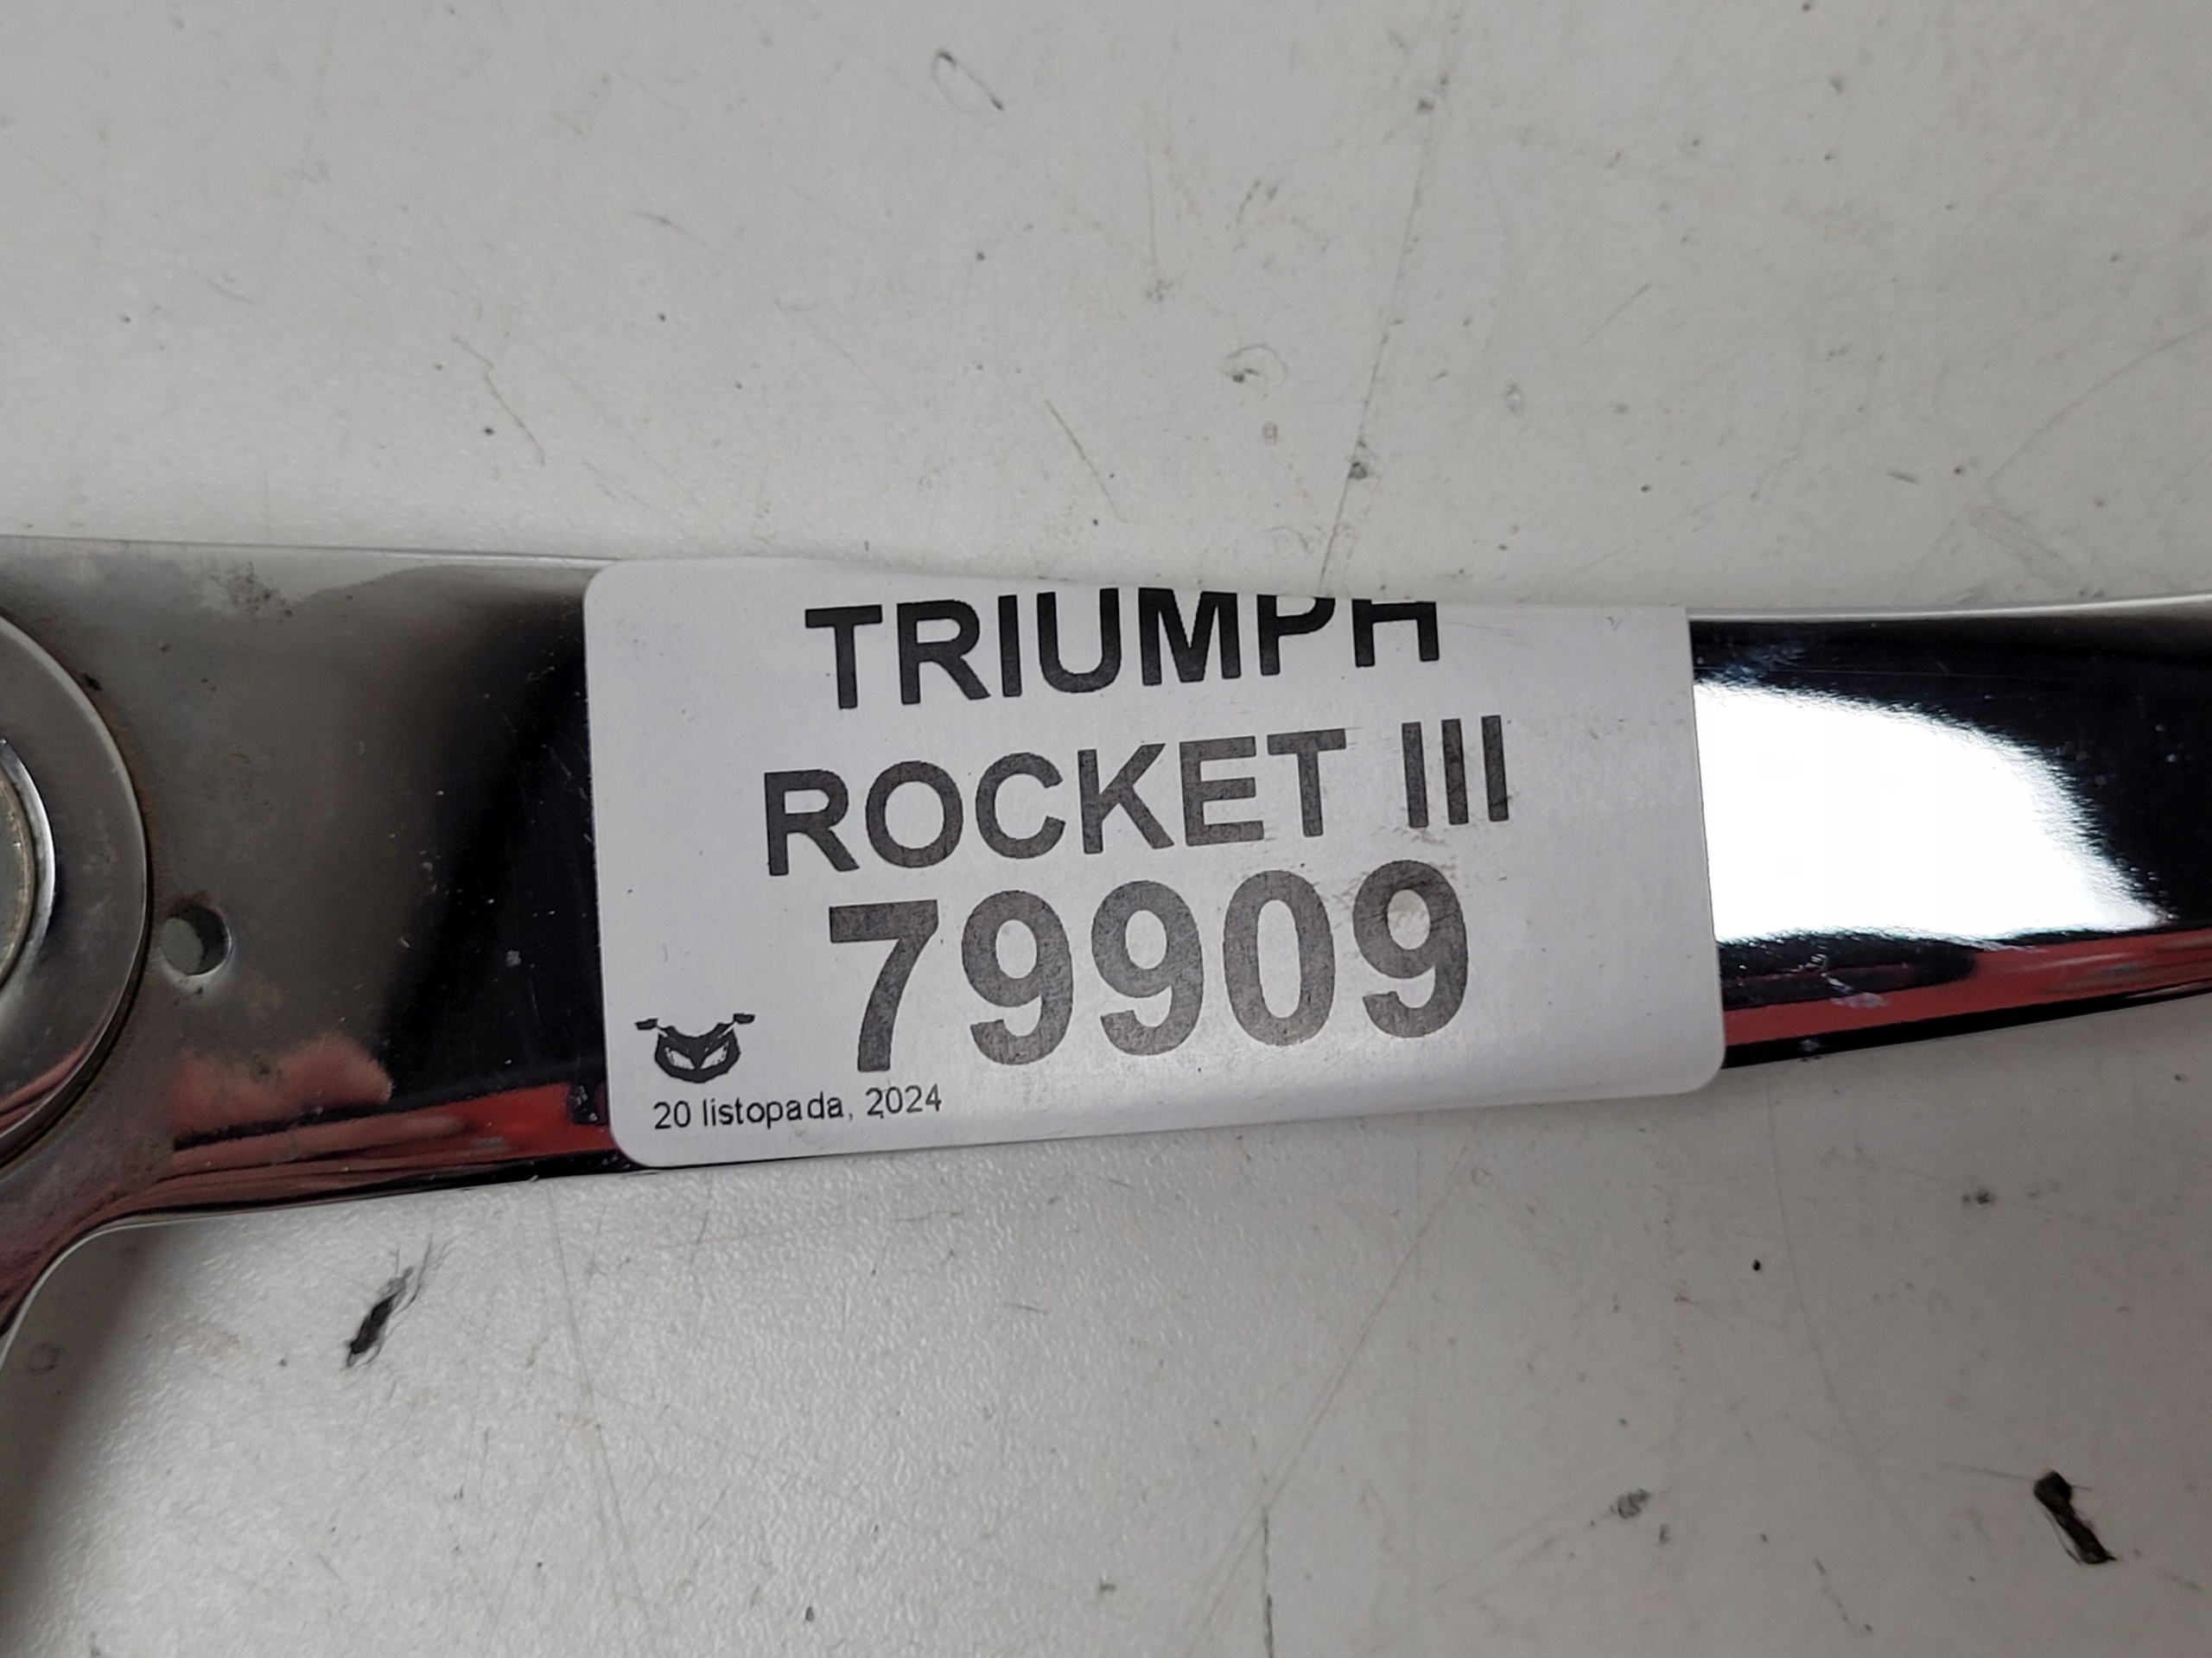 TRIUMPH
ROCKET III
79909
20 listopada, 2024